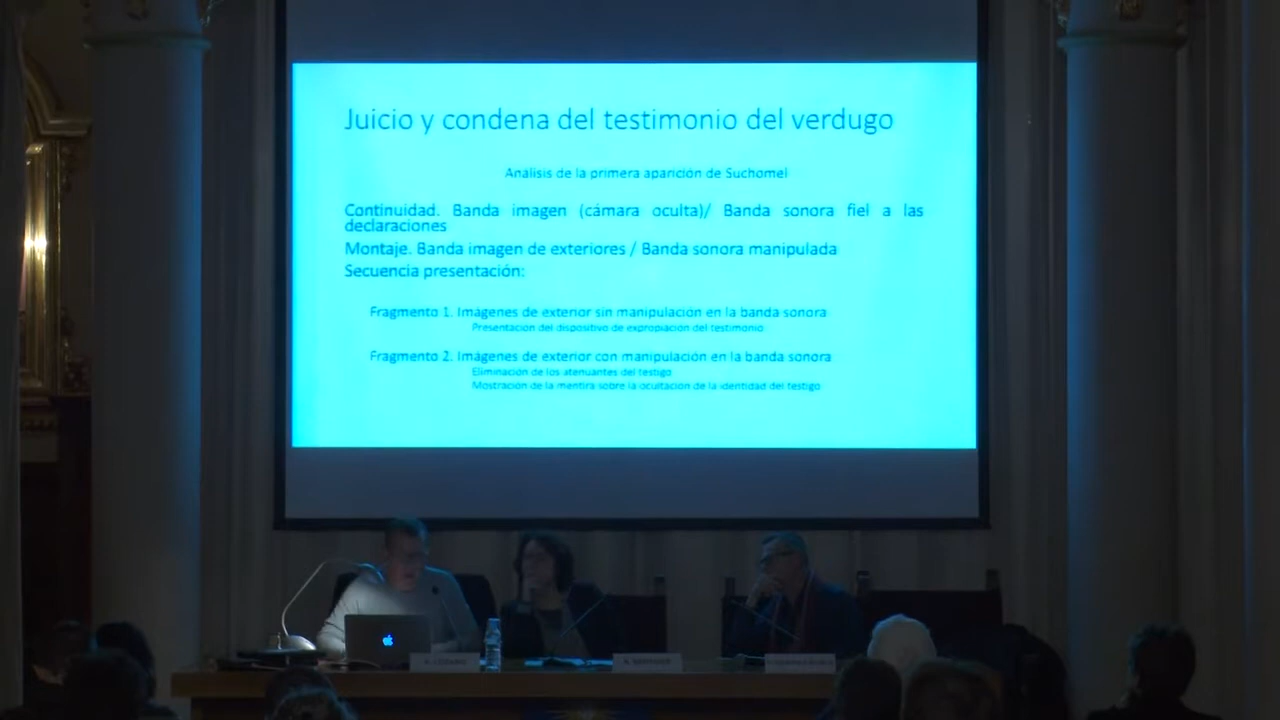 Juicio y condena del testimonio del verdugo
Análisis de la primera aparición de Suchomel
Continuidad. Banda imagen (cámara oculta)/ Banda sonora fiel a las
declaraciones
Montaje. Banda imagen de exteriores / Banda sonora manipulada
Secuencia presentación:
Fragmento 1. Imágenes de exterior sin manipulación en la banda sonora
Presentación del dispositivo de expropiación del testimonio
Fragmento 2. Imágenes de exterior con manipulación en la banda sonora
Eliminación de los atenuantes del testigo
Mostración de la mentira sobre la ocultación de la identidad del testigo